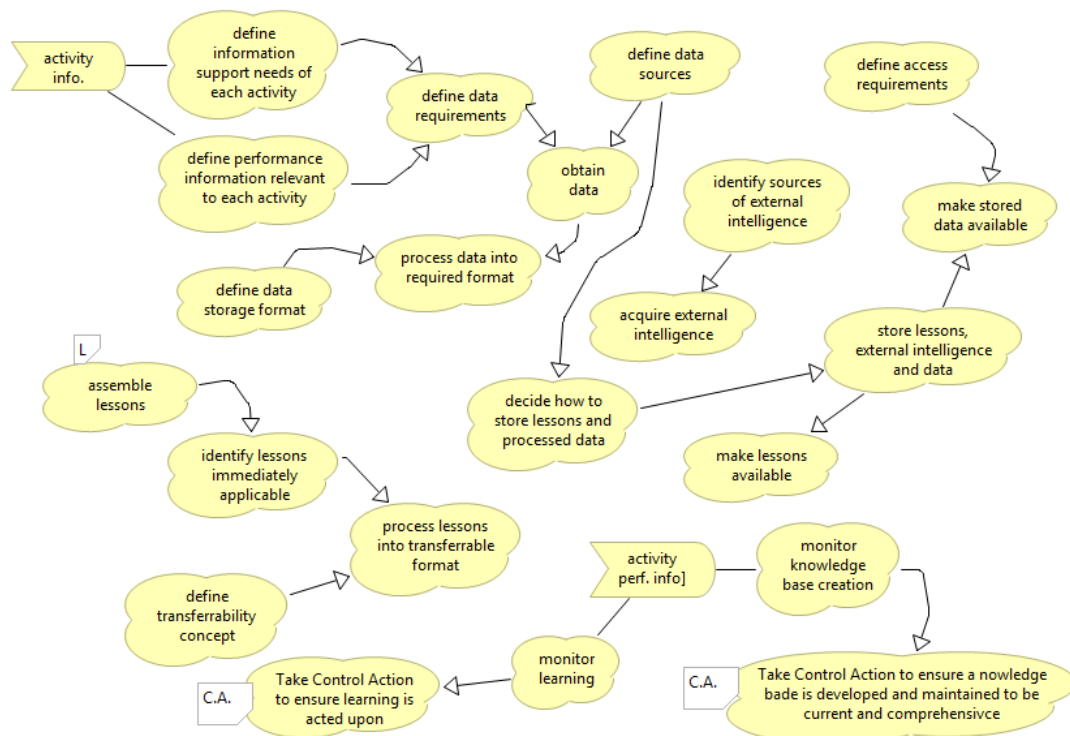 activity
info.
define
information
support needs of
each activity
define data
requirements
define data
sources
define access
requirements
define performance
information relevant
to each activity
obtain
data
identify sources
of external
intelligence
make stored
data available
define data
storage format
process data into
required format
acquire external
intelligence
store lessons,
external intelligence
and data
L
assemble
lessons
decide how to
store lessons and
processed data
identify lessons
immediately
applicable
make lessons
available
process lessons
into transferrable
format
activity
perf. info]
monitor
knowledge
base creation
define
transferrability
concept
monitor
learning
C.A.
Take Control Action
to ensure learning is
acted upon
C.A.
Take Control Action to ensure a nowledge
bade is developed and maintained to be
current and comprehensivce